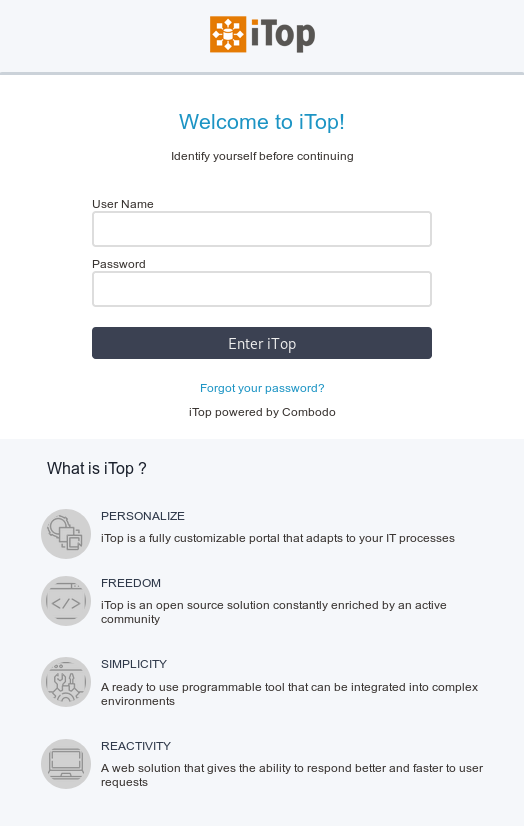 iTop
Welcome to iTop!
Identify yourself before continuing
User Name
Password
Enter iTop
Forgot your password?
iTop powered by Combodo
What is iTop ?
PERSONALIZE
iTop is a fully customizable portal that adapts to your IT processes
FREEDOM
</>
iTop is an open source solution constantly enriched by an active
community
SIMPLICITY
A ready to use programmable tool that can be integrated into complex
environments
REACTIVITY
A web solution that gives the ability to respond better and faster to user
requests